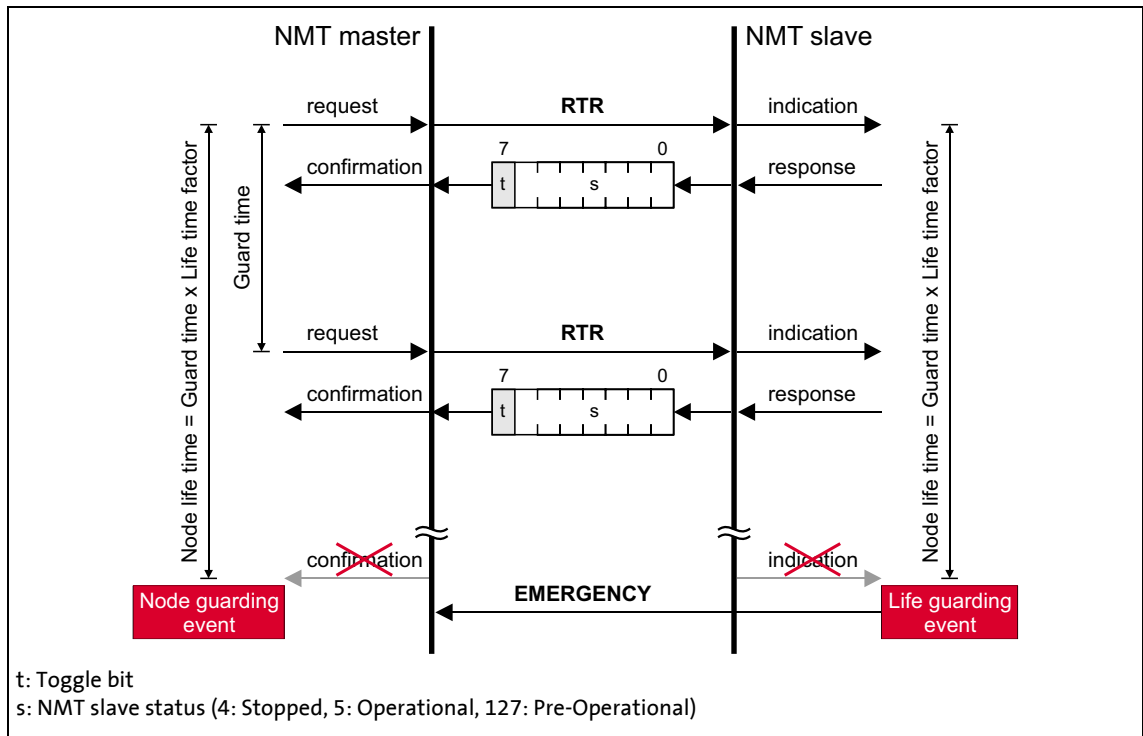 NMT master
NMT slave
request
RTR
indication
7
0
confirmation
t
s
response
Node life time = Guard time x Life time factor
Guard time
Node life time = Guard time x Life time factor
request
RTR
indication
7
0
confirmation
t
s
response
confirmation
indication
EMERGENCY
Node guarding
event
Life guarding
event
t: Toggle bit
s: NMT slave status (4: Stopped, 5: Operational, 127: Pre-Operational)